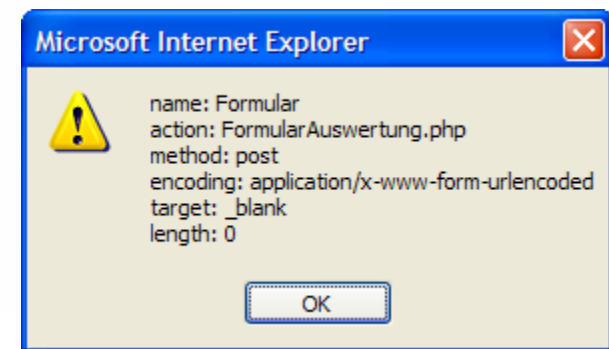 Microsoft Internet Explorer
name: Formular
action: FormularAuswertung.php
method: post
encoding: application/x-www-form-urlencoded
target: _blank
length: 0
OK